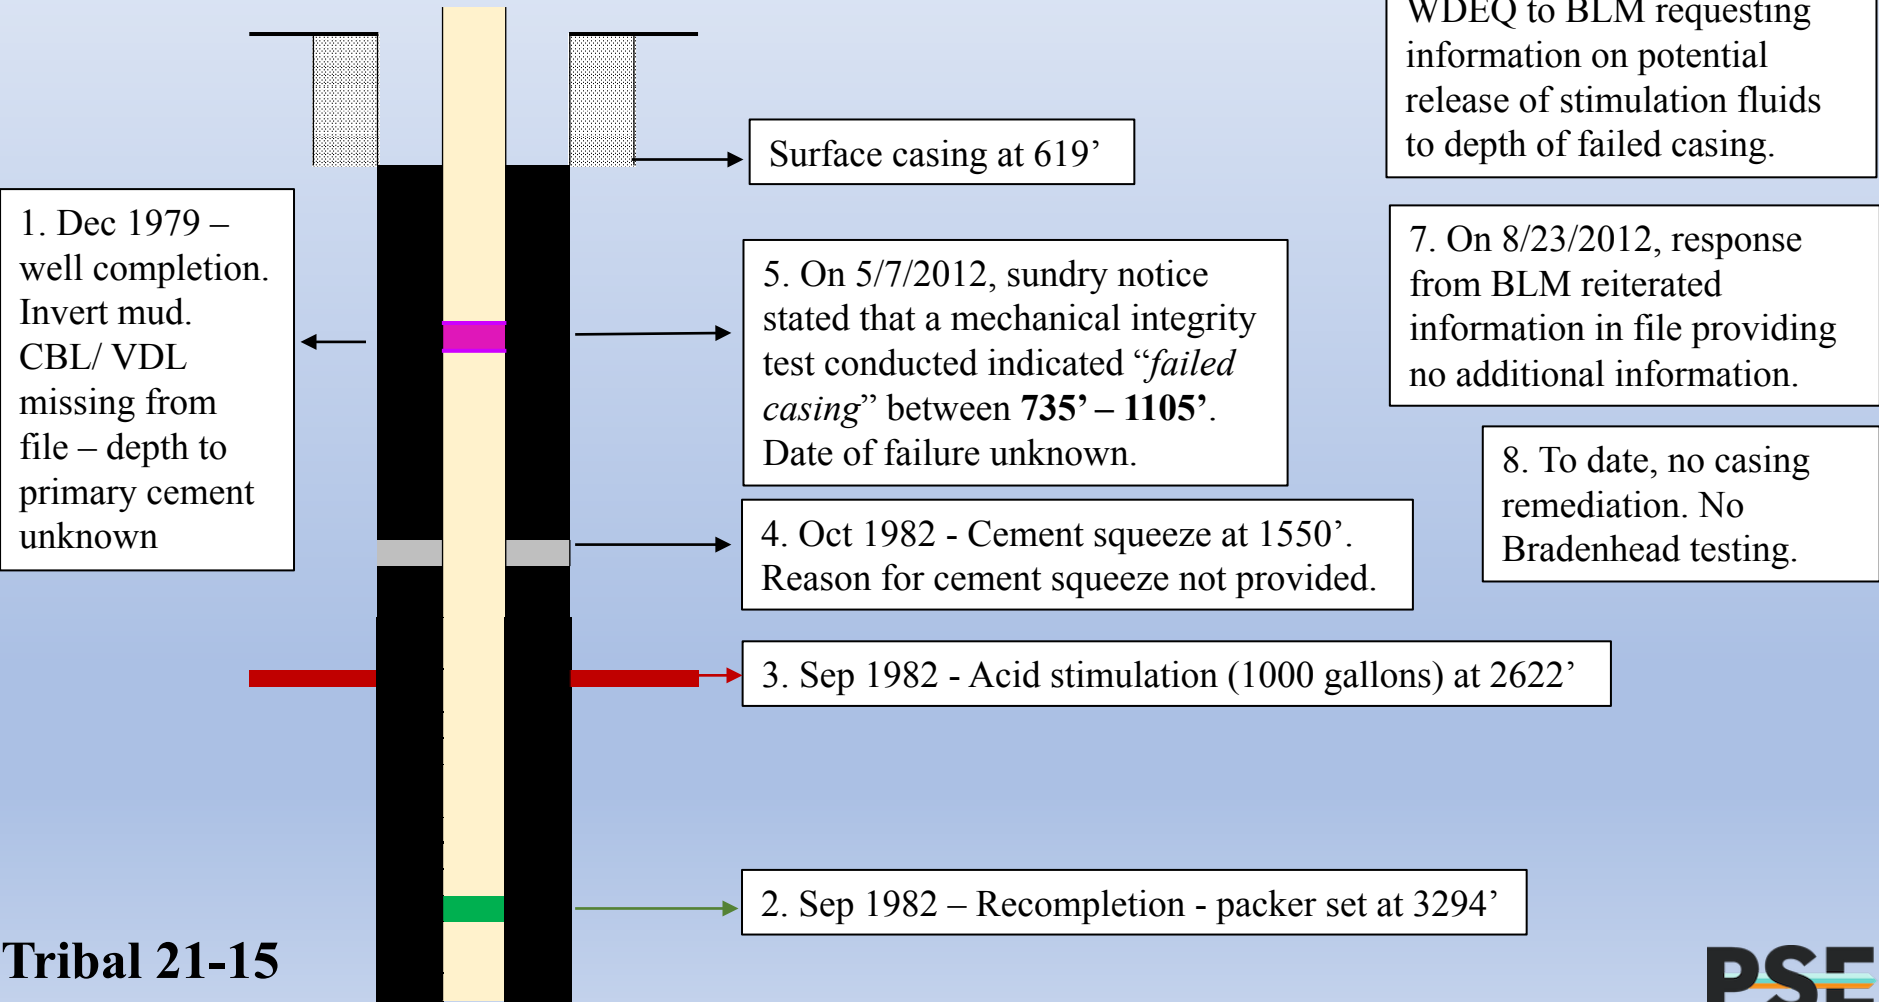 WDEQ to BLM requesting
information on potential
release of stimulation fluids
to depth of failed casing.
Surface casing at 619’
1. Dec 1979 –
well completion.
Invert mud.
CBL/ VDL
missing from
file – depth to
primary cement
unknown
5. On 5/7/2012, sundry notice
stated that a mechanical integrity
test conducted indicated “failed
casing” between 735’ – 1105’.
Date of failure unknown.
7. On 8/23/2012, response
from BLM reiterated
information in file providing
no additional information.
8. To date, no casing
remediation. No
Bradenhead testing.
4. Oct 1982 - Cement squeeze at 1550’.
Reason for cement squeeze not provided.
3. Sep 1982 - Acid stimulation (1000 gallons) at 2622’
2. Sep 1982 – Recompletion - packer set at 3294’
Tribal 21-15
PSE